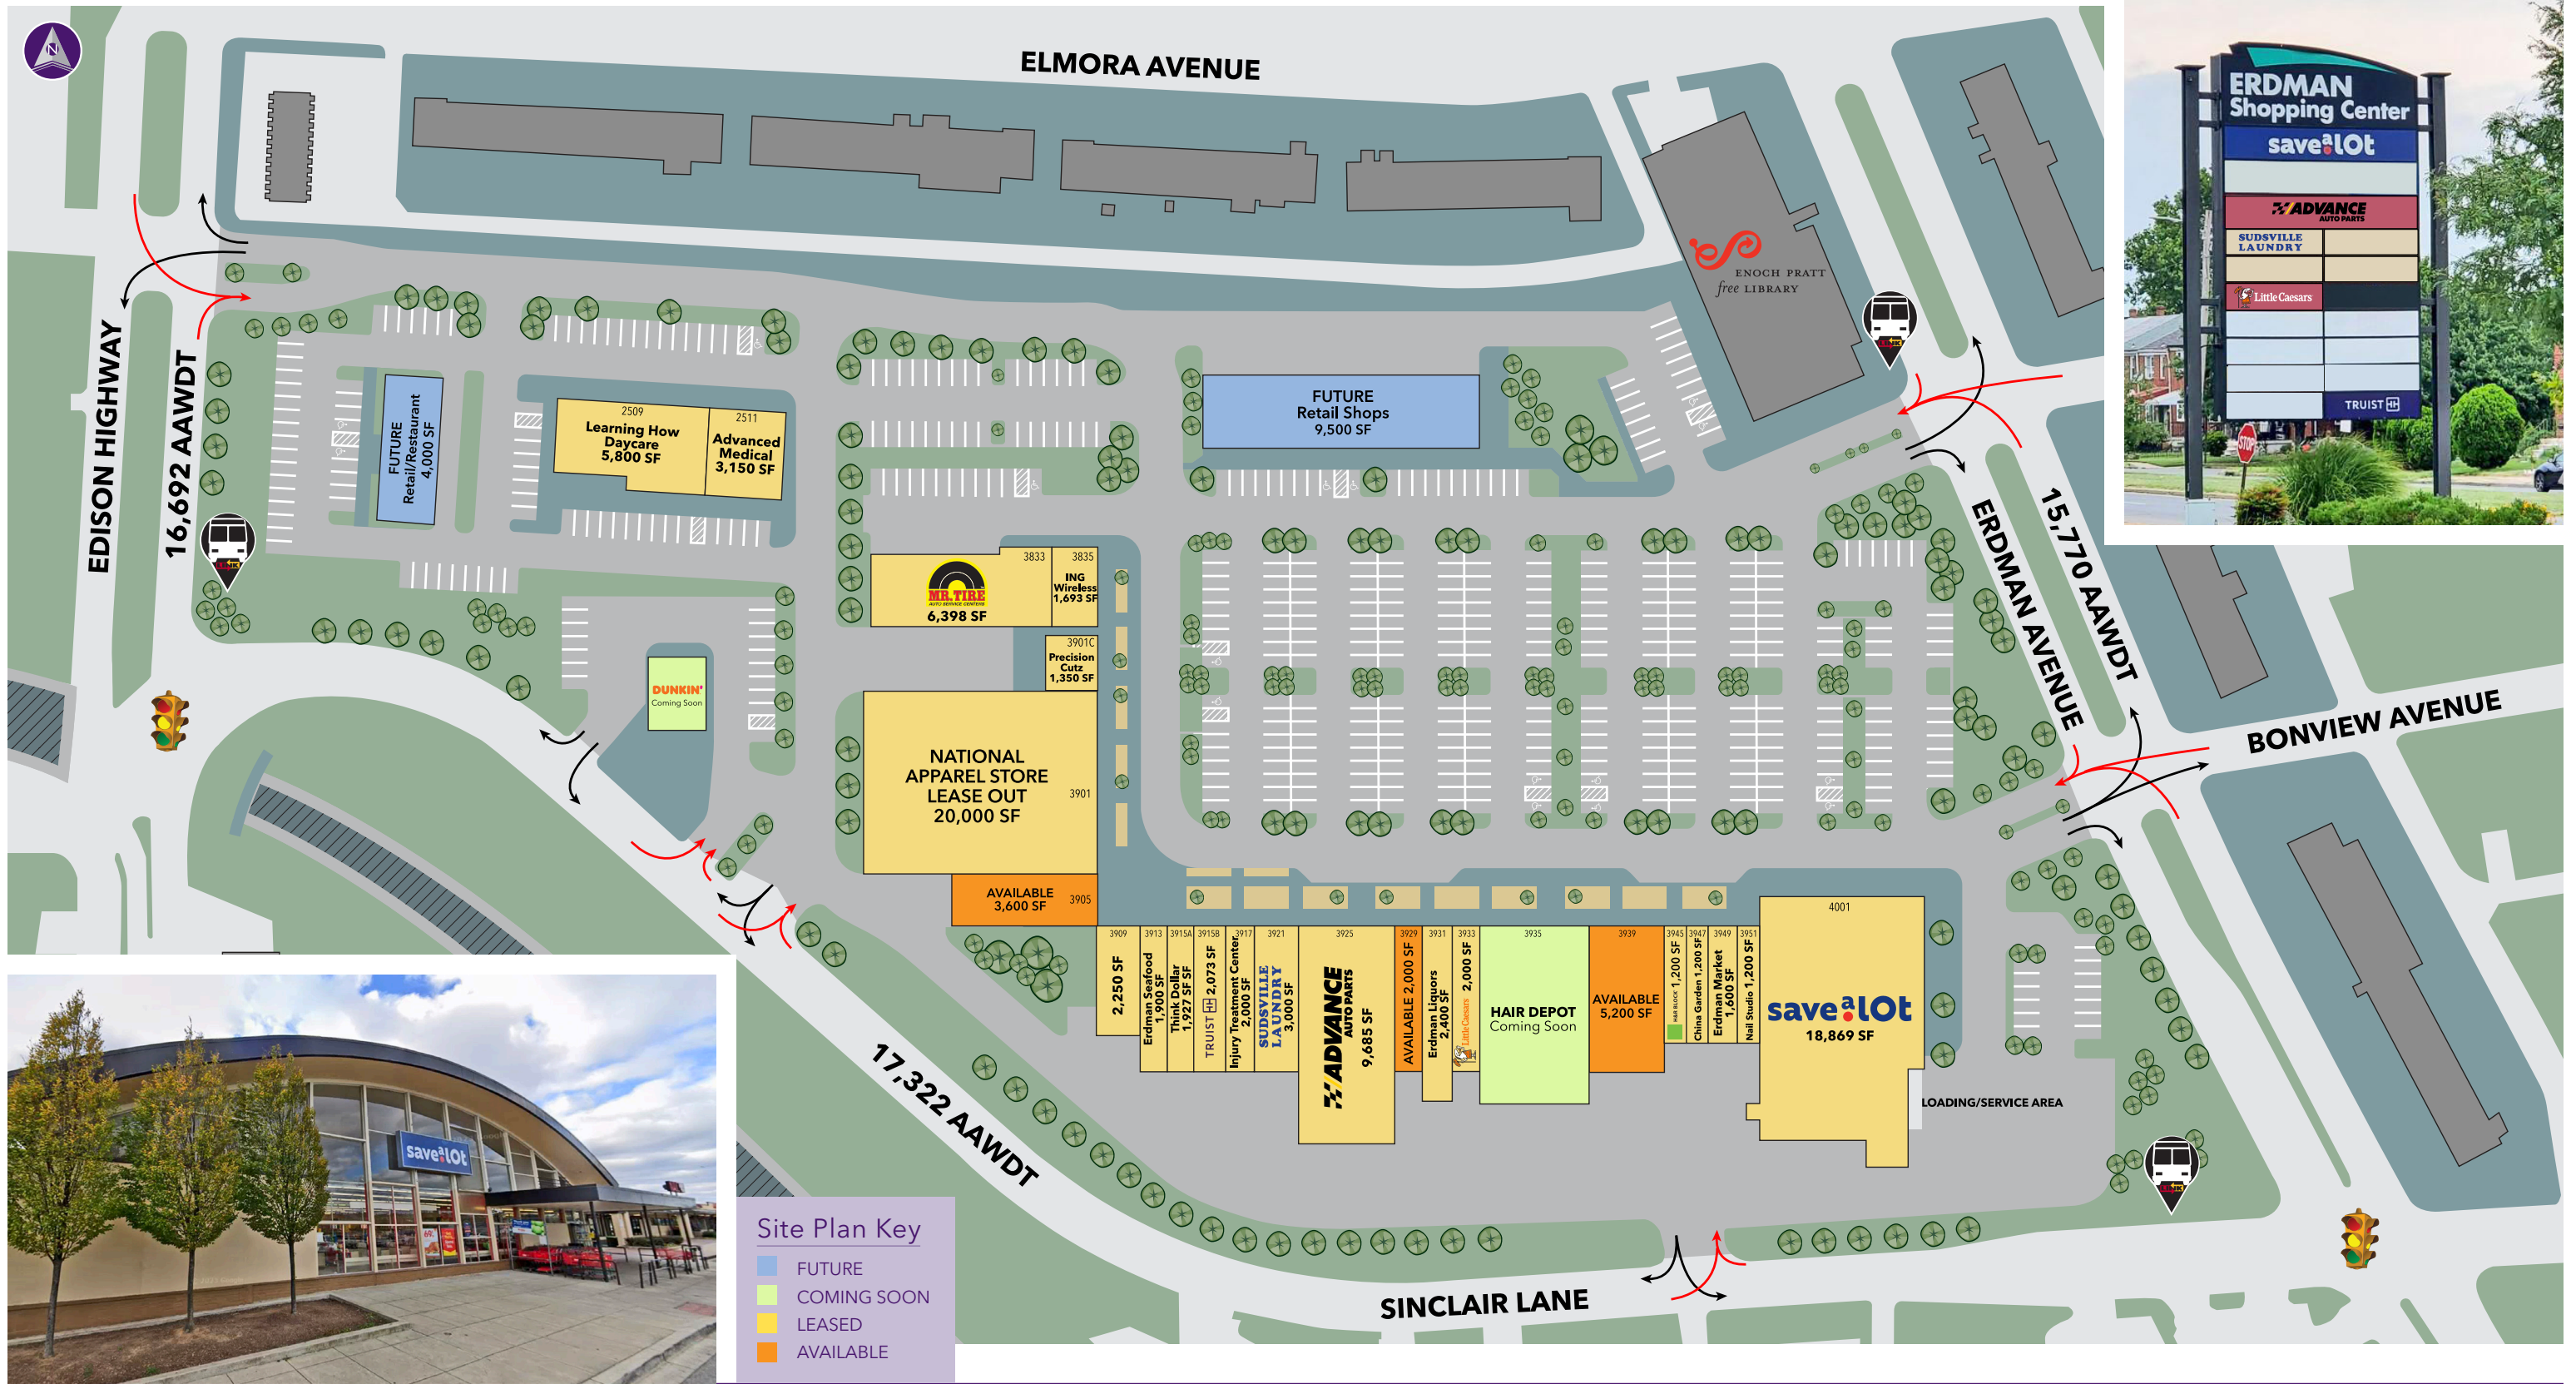 N
ELMORA AVENUE
ERDMAN
Shopping Center
save a lot
ADVANCE
AUTO PARTS
SUDSVILLE
LAUNDRY
Little Caesars
TRUIST
STOP
ENOCH PRATT
free LIBRARY
EDISON HIGHWAY
16,692 AAWDT
FUTURE
Retail/Restaurant
4,000 SF
2509
Learning How
Daycare
5,800 SF
2511
Advanced
Medical
3,150 SF
FUTURE
Retail Shops
9,500 SF
ERDMAN AVENUE
15,770 AAWDT
BONVIEW AVENUE
3833
MR. TIRE
AUTO SERVICE CENTERS
6,398 SF
3835
ING
Wireless
1,693 SF
3901C
Precision
Cutz
1,350 SF
DUNKIN'
Coming Soon
NATIONAL
APPAREL STORE
LEASE OUT
20,000 SF
3901
AVAILABLE
3,600 SF
3905
3909
2,250 SF
3913
Erdman Seafood
1,900 SF
3915A
Think Dollar
1,927 SF
3915B
TRUIST 2,073 SF
3917
Injury Treatment Center
2,000 SF
3921
SUDSVILLE
LAUNDRY
3,000 SF
3925
ADVANCE
AUTO PARTS
9,685 SF
3929
AVAILABLE 2,000 SF
3931
Erdman Liquors
2,400 SF
3933
Little Caesars 2,000 SF
3935
HAIR DEPOT
Coming Soon
3939
AVAILABLE
5,200 SF
3945
H&R BLOCK 1,200 SF
3947
China Garden 1,200 SF
3949
Erdman Market
1,600 SF
3951
Nail Studio 1,200 SF
4001
save a lot
18,869 SF
LOADING/SERVICE AREA
17,322 AAWDT
SINCLAIR LANE
save a lot
Site Plan Key
FUTURE
COMING SOON
LEASED
AVAILABLE